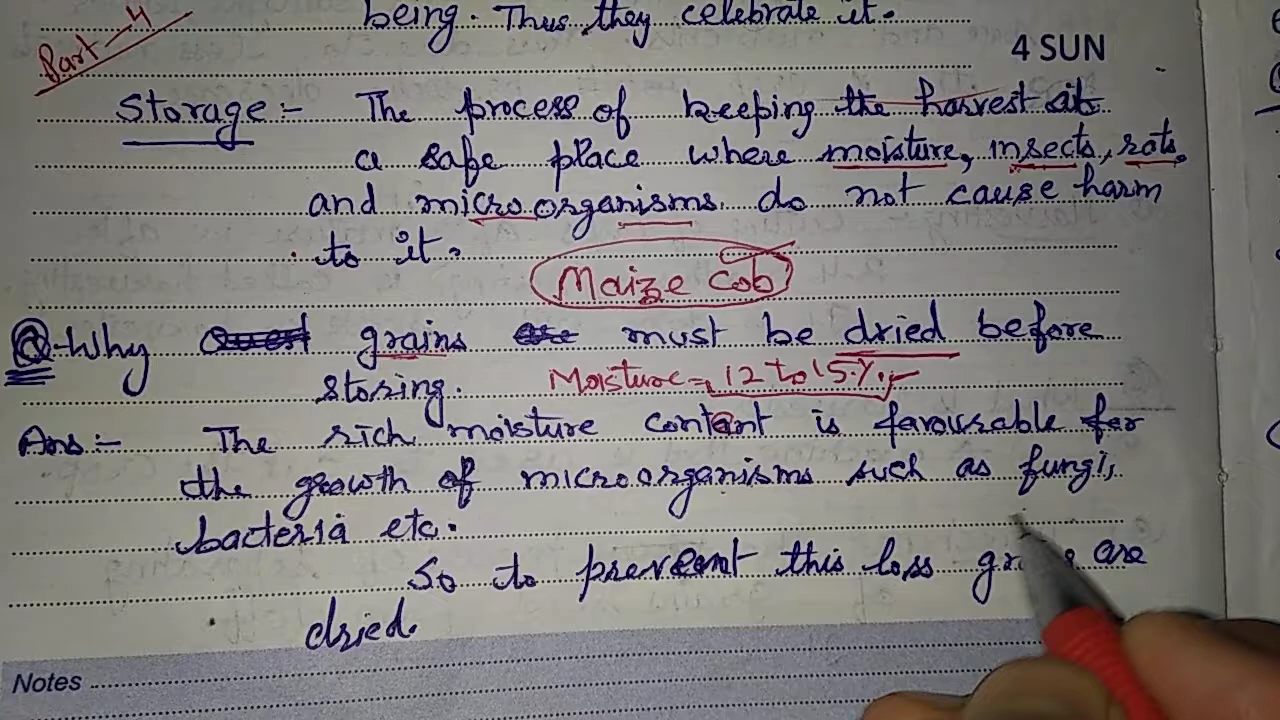 being. Thus they celebrate it.
Part-4
4 SUN
Storage:- The process of keeping the harvest at
a safe place where moisture, insects, rats,
and microorganisms do not cause harm
to it.
Maize Cob
Q-Why grains must be dried before
storing. Moisture = 12 to 15%
Ans:- The rich moisture content is favourable for
the growth of microorganisms such as fungi,
bacteria etc.
So to prevent this loss grains are
dried.
Notes